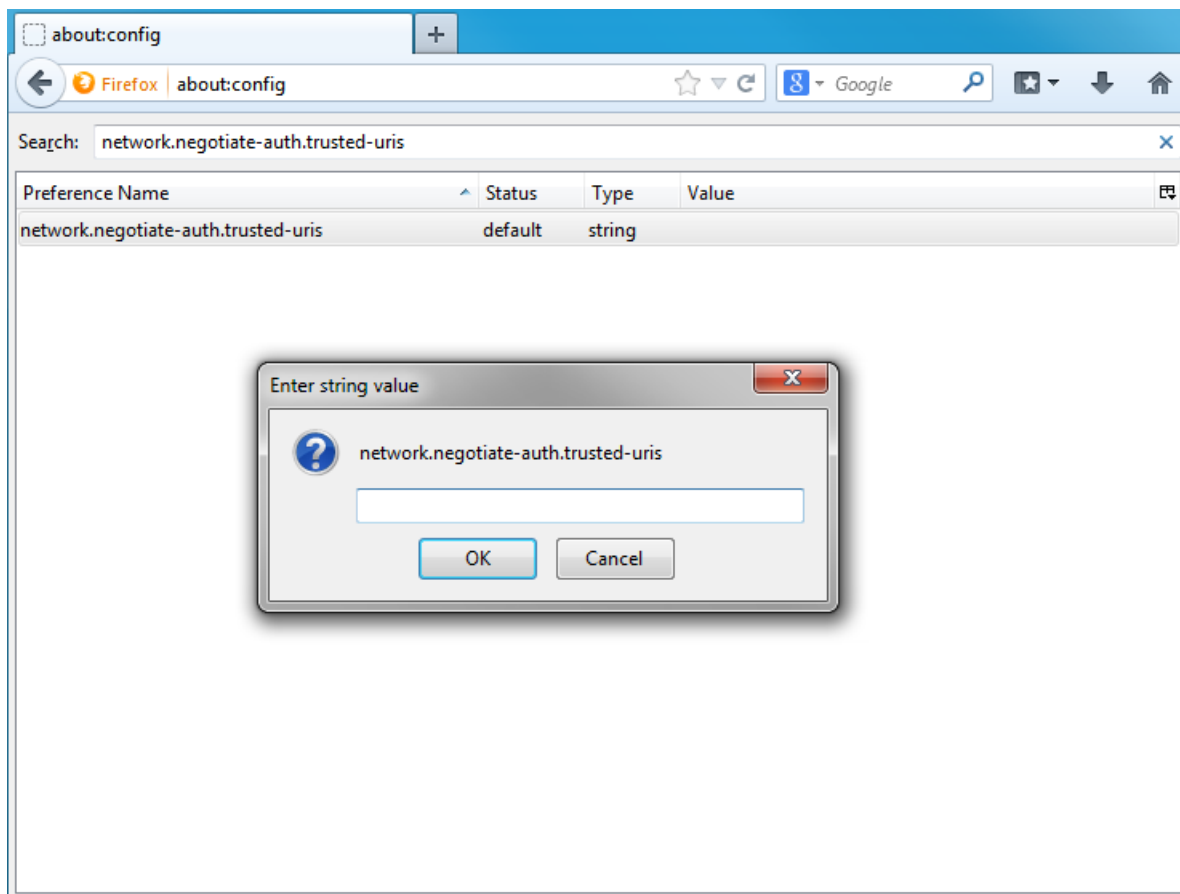 about:config
Firefox about:config Google
Search: network.negotiate-auth.trusted-uris
Preference Name Status Type Value
network.negotiate-auth.trusted-uris default string
Enter string value
network.negotiate-auth.trusted-uris
OK Cancel